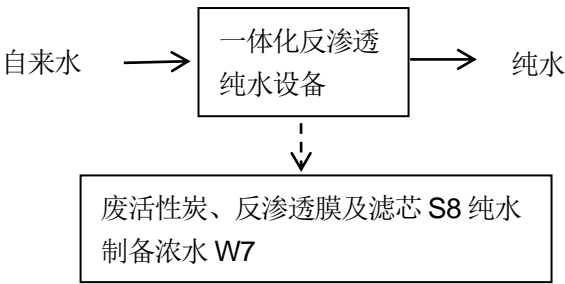 自来水
一体化反渗透
纯水设备
纯水
废活性炭、反渗透膜及滤芯 S8 纯水
制备浓水 W7